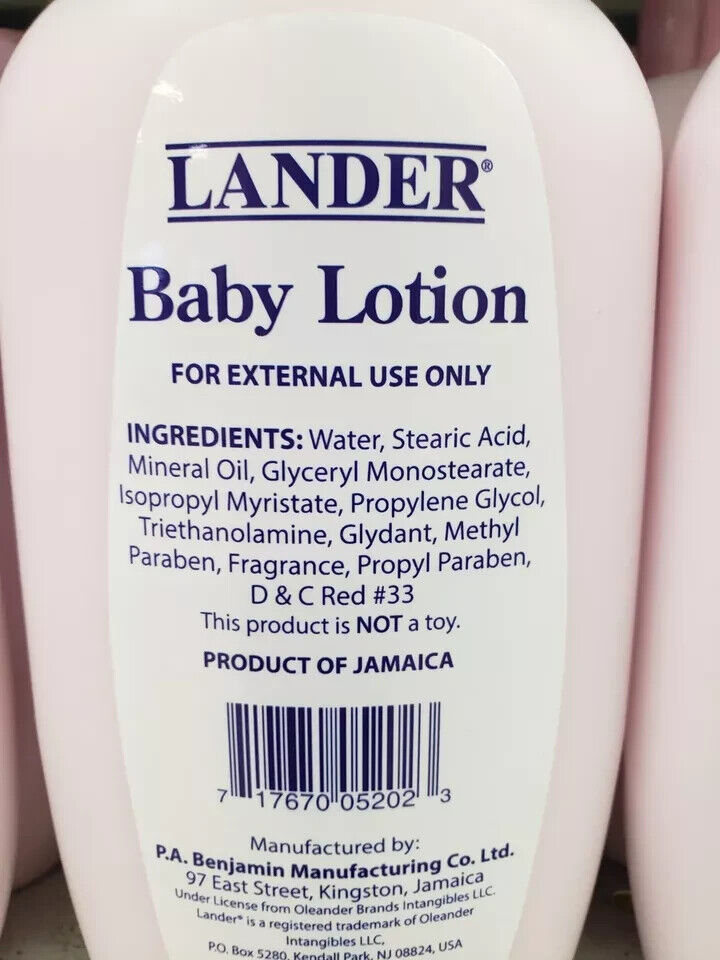 LANDER®
Baby Lotion
FOR EXTERNAL USE ONLY
INGREDIENTS: Water, Stearic Acid,
Mineral Oil, Glyceryl Monostearate,
Isopropyl Myristate, Propylene Glycol,
Triethanolamine, Glydant, Methyl
Paraben, Fragrance, Propyl Paraben,
D & C Red #33
This product is NOT a toy.
PRODUCT OF JAMAICA
7 17670 05202 3
Manufactured by:
P.A. Benjamin Manufacturing Co. Ltd.
97 East Street, Kingston, Jamaica
Under License from Oleander Brands Intangibles LLC.
Lander® is a registered trademark of Oleander
Intangibles LLC,
P.O. Box 5280, Kendall Park, NJ 08824, USA